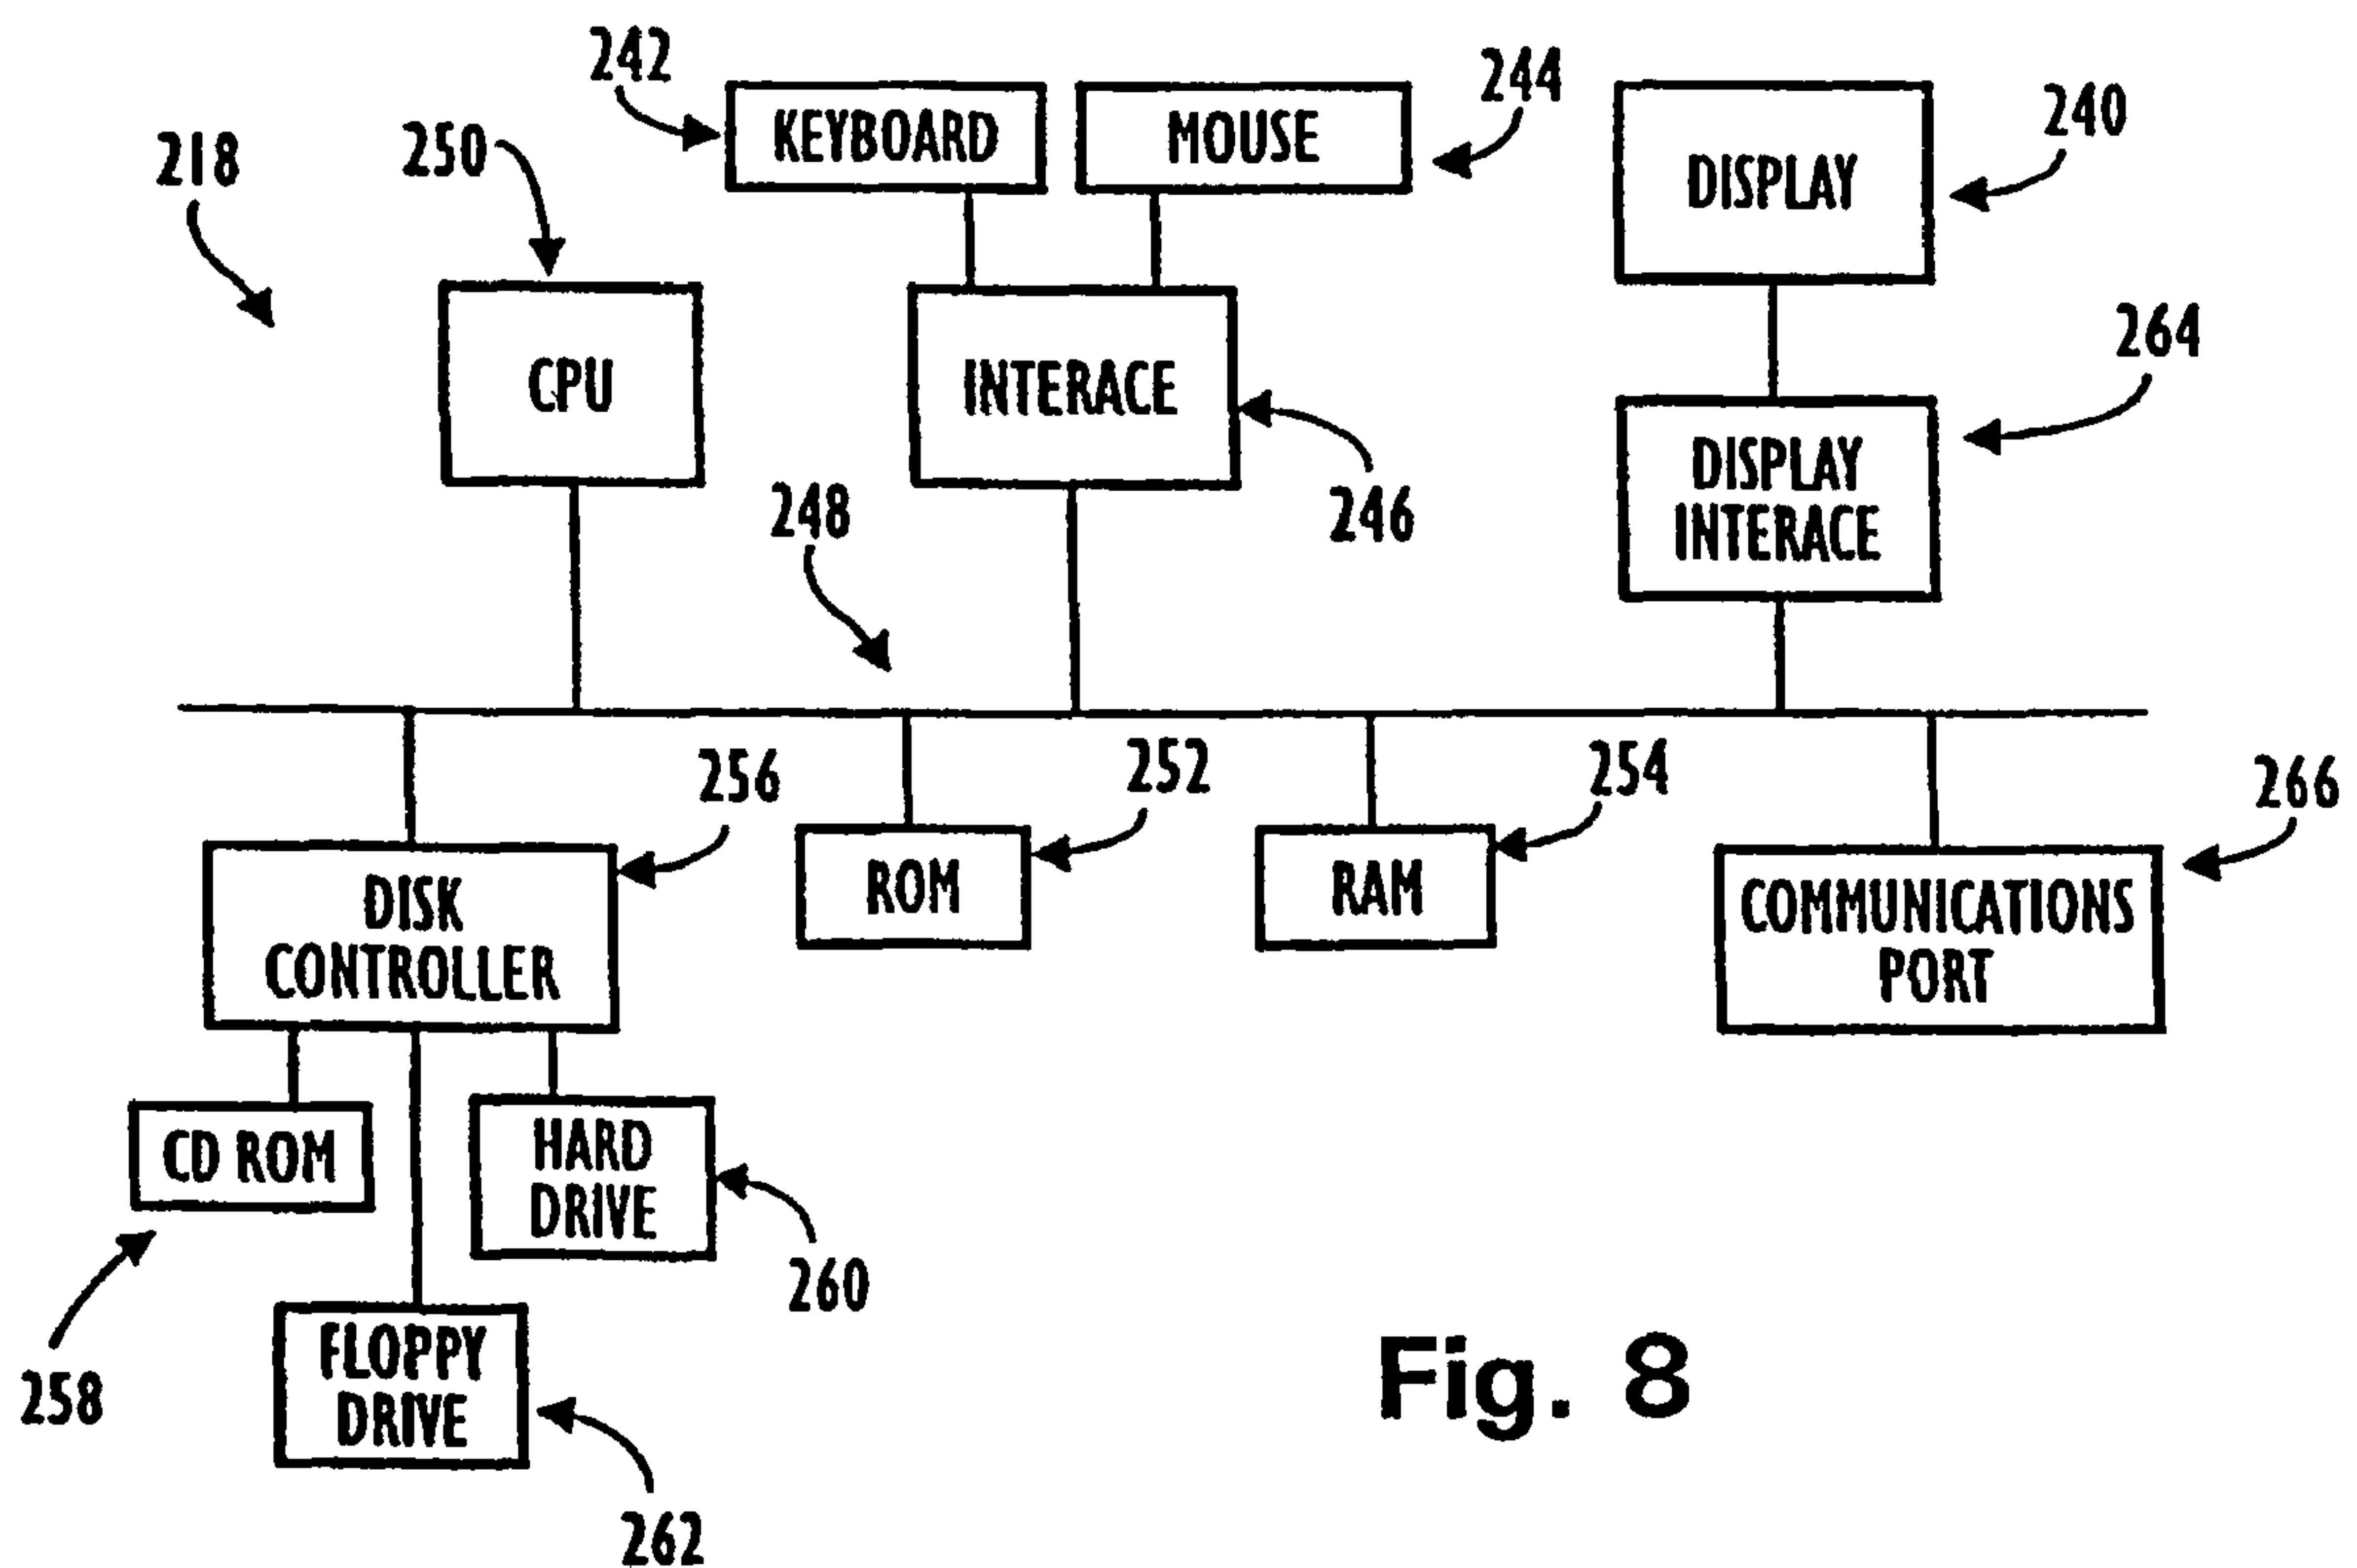 242
244
240
KEYBOARD
MOUSE
218
250
DISPLAY
264
CPU
INTERACE
DISPLAY
INTERACE
248
246
256
252
254
266
DISK
CONTROLLER
ROM
RAM
COMMUNICATIONS
PORT
CD ROM
HARD
DRIVE
260
258
FLOPPY
DRIVE
262
Fig. 8